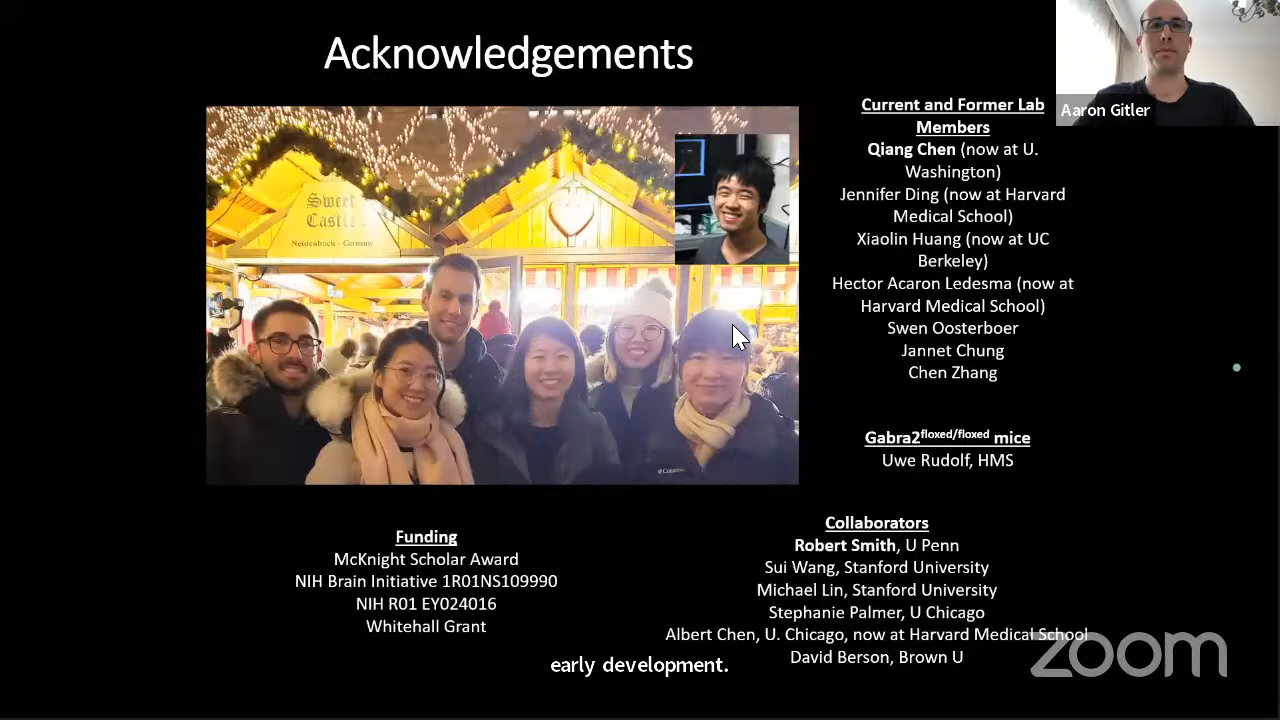 Acknowledgements
Aaron Gitler
Sweet
Castle
Neidenbach - Germany
Columbia
Current and Former Lab
Members
Qiang Chen (now at U.
Washington)
Jennifer Ding (now at Harvard
Medical School)
Xiaolin Huang (now at UC
Berkeley)
Hector Acaron Ledesma (now at
Harvard Medical School)
Swen Oosterboer
Jannet Chung
Chen Zhang
Gabra2floxed/floxed mice
Uwe Rudolf, HMS
Funding
McKnight Scholar Award
NIH Brain Initiative 1R01NS109990
NIH R01 EY024016
Whitehall Grant
Collaborators
Robert Smith, U Penn
Sui Wang, Stanford University
Michael Lin, Stanford University
Stephanie Palmer, U Chicago
Albert Chen, U. Chicago, now at Harvard Medical School
David Berson, Brown U
early development.
zoom